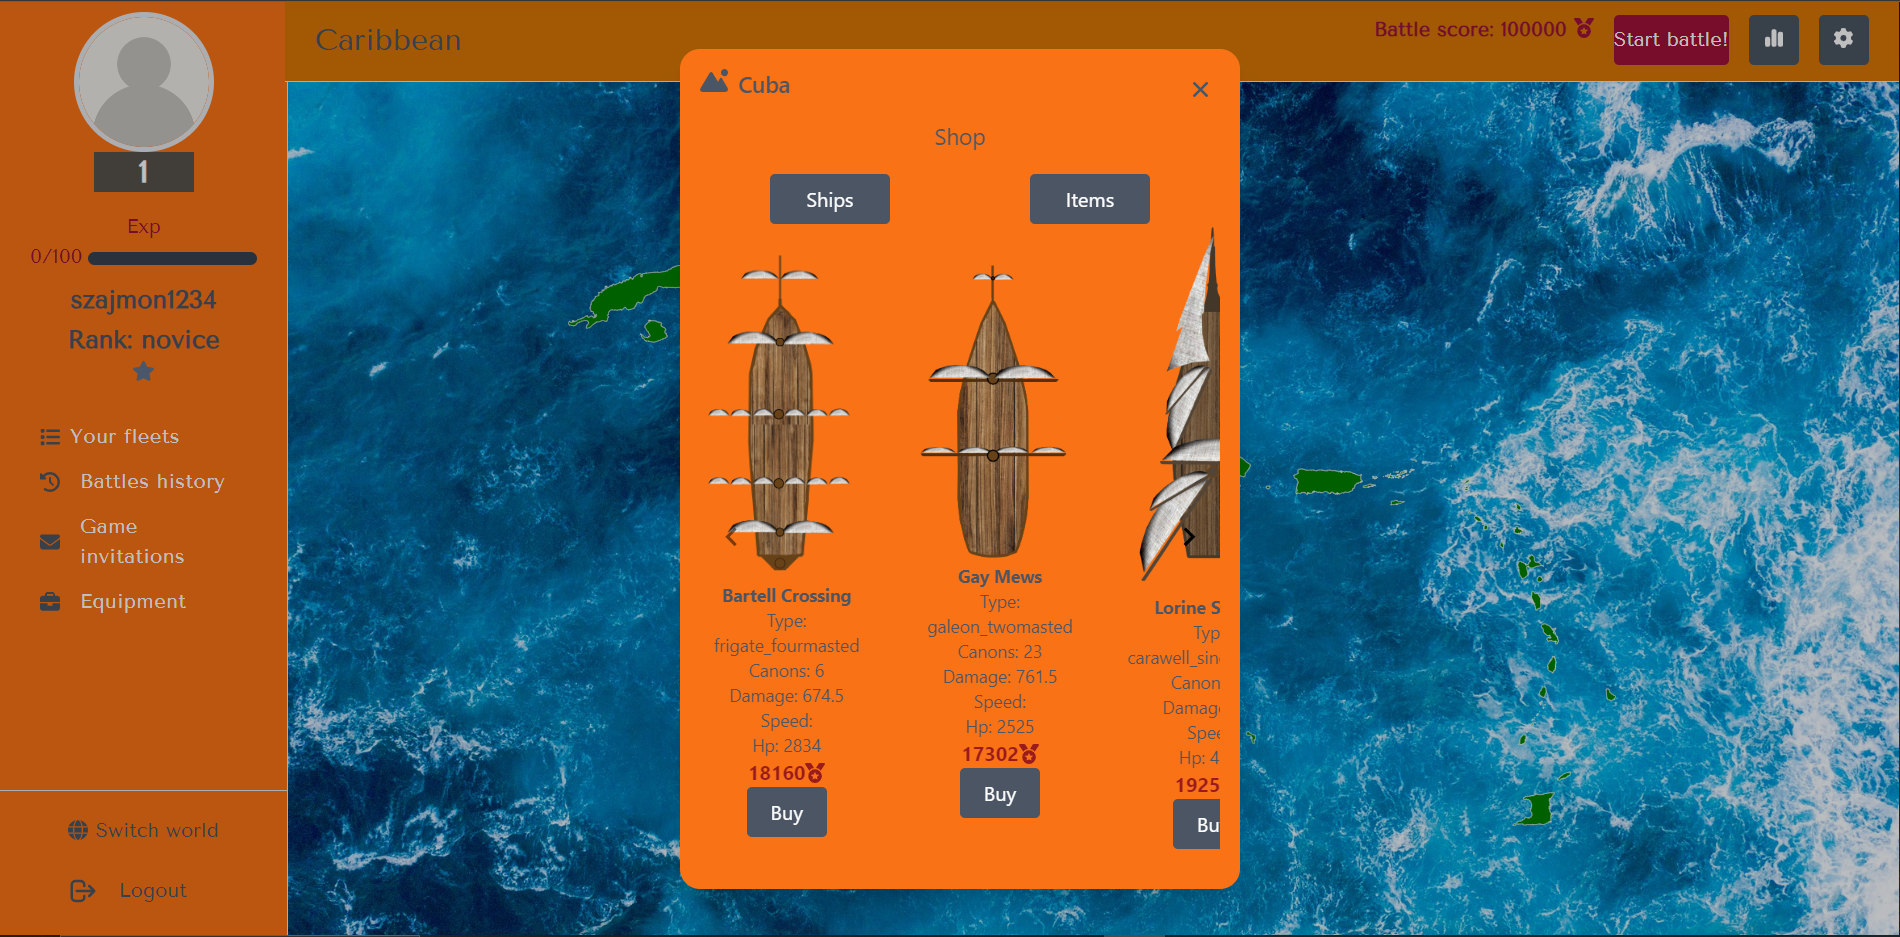 1
Exp
0/100
szajmon1234
Rank: novice
Your fleets
Battles history
Game
invitations
Equipment
Switch world
Logout
Caribbean
Battle score: 100000
Start battle!
Cuba
Shop
Ships
Items
Bartell Crossing
Type:
frigate_fourmasted
Canons: 6
Damage: 674.5
Speed:
Hp: 2834
18160
Buy
Gay Mews
Type:
galeon_twomasted
Canons: 23
Damage: 761.5
Speed:
Hp: 2525
17302
Buy
Lorine S
Typ
carawell_sin
Canon
Damag
Spee
Hp: 4
1925
Bu